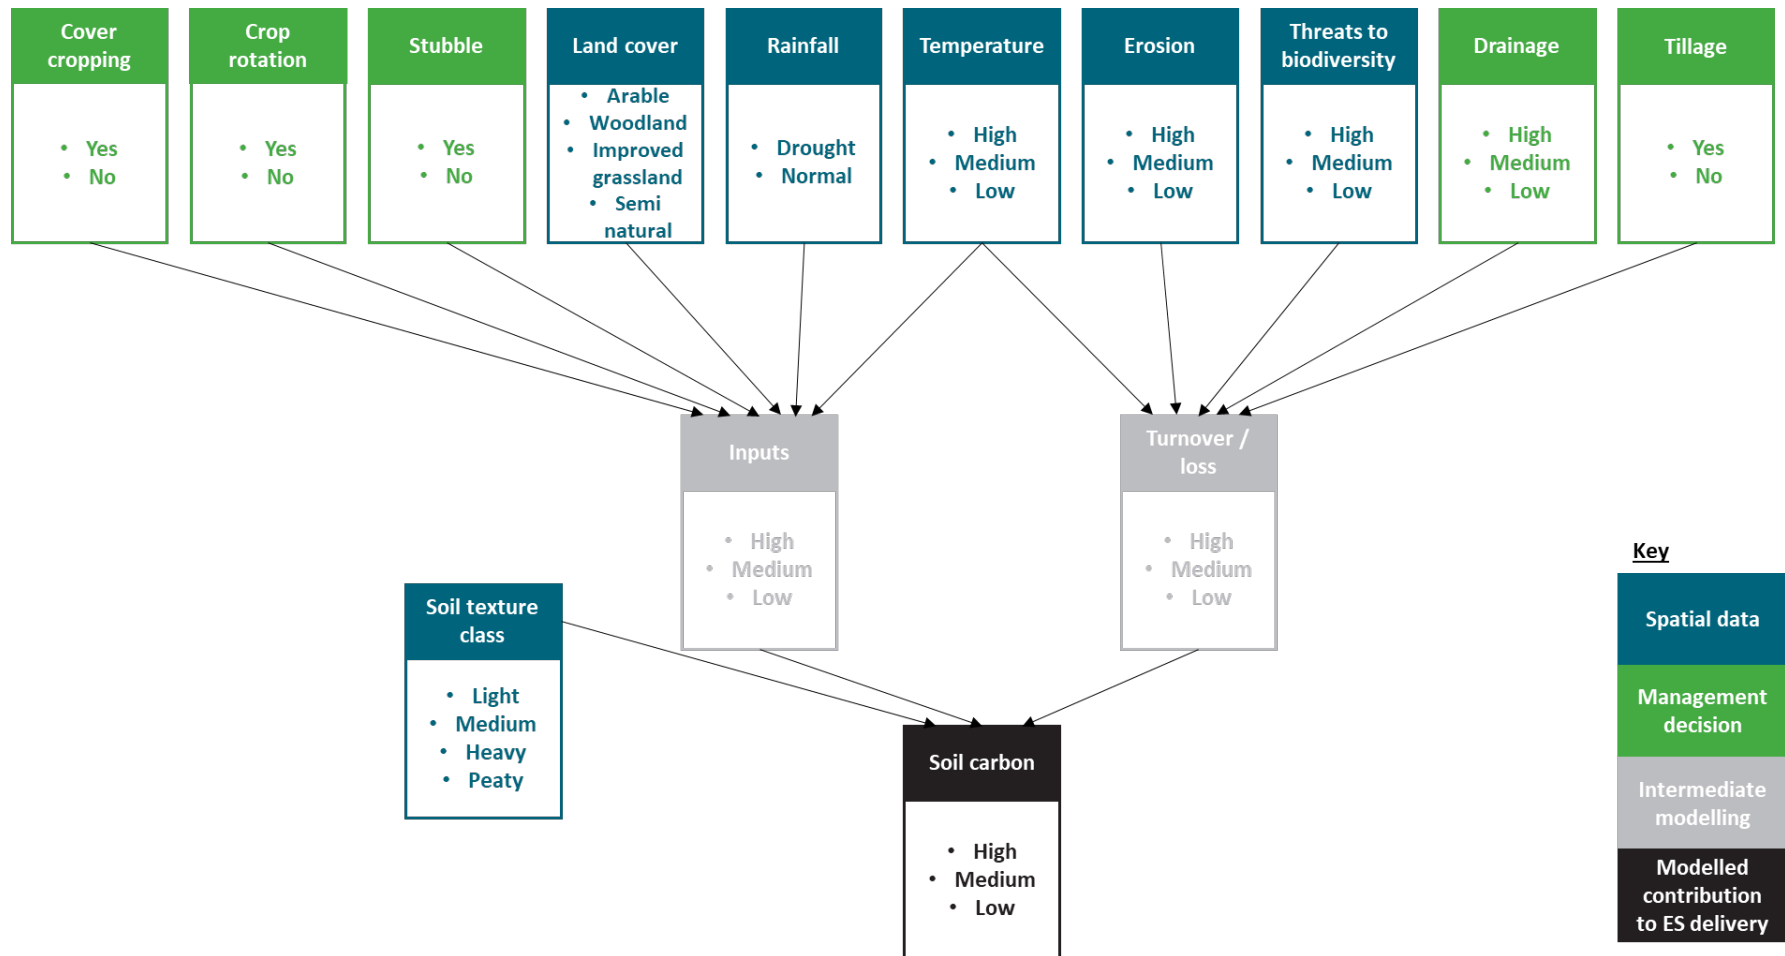 Cover
cropping
• Yes
• No
Crop
rotation
• Yes
• No
Stubble
• Yes
• No
Land cover
• Arable
• Woodland
• Improved
grassland
• Semi
natural
Rainfall
• Drought
• Normal
Temperature
• High
• Medium
• Low
Erosion
• High
• Medium
• Low
Threats to
biodiversity
• High
• Medium
• Low
Drainage
• High
• Medium
• Low
Tillage
• Yes
• No
Inputs
• High
• Medium
• Low
Turnover /
loss
• High
• Medium
• Low
Soil texture
class
• Light
• Medium
• Heavy
• Peaty
Soil carbon
• High
• Medium
• Low
Key
Spatial data
Management
decision
Intermediate
modelling
Modelled
contribution
to ES delivery